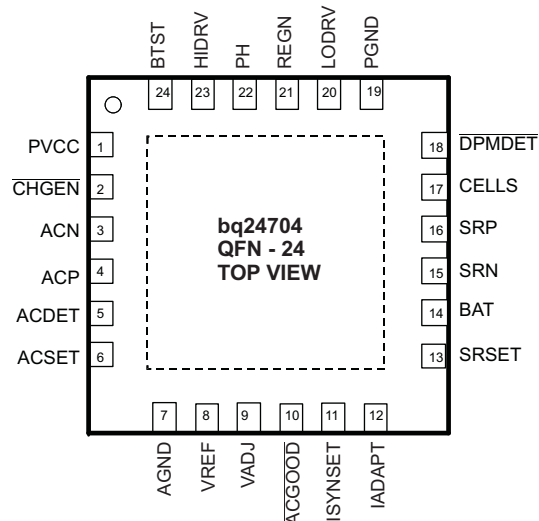 BTST
HIDRV
PH
REGN
LODRV
PGND
24
23
22
21
20
19
PVCC 1
CHGEN 2
ACN 3
ACP 4
ACDET 5
ACSET 6
bq24704
QFN - 24
TOP VIEW
18 DPMDET
17 CELLS
16 SRP
15 SRN
14 BAT
13 SRSET
7
8
9
10
11
12
AGND
VREF
VADJ
ACGOOD
ISYNSET
IADAPT